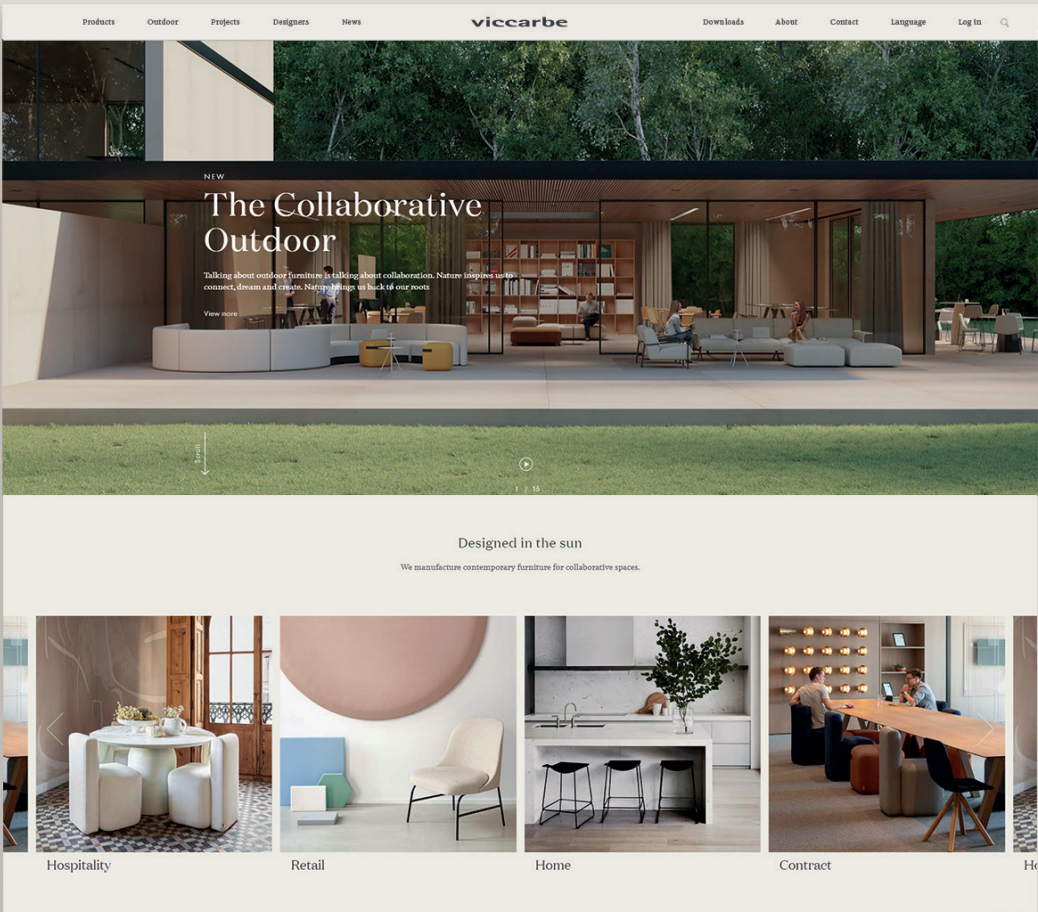 Products Outdoor Projects Designers News viccarbe Downloads About Contact Language Log in
NEW
The Collaborative
Outdoor
Talking about outdoor furniture is talking about collaboration. Nature inspires us to
connect, dream and create. Nature brings us back to our roots
View more
Scroll
1 / 15
Designed in the sun
We manufacture contemporary furniture for collaborative spaces.
Hospitality Retail Home Contract Ho